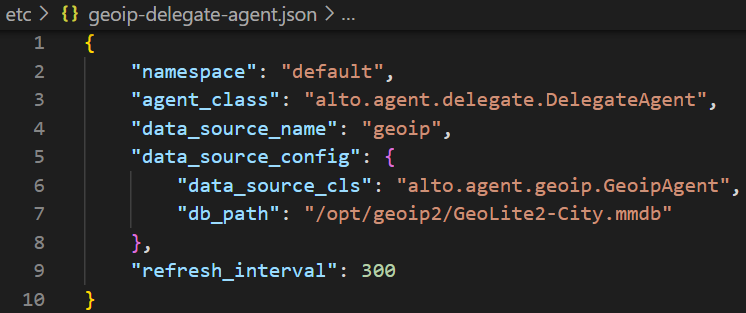 etc > {} geoip-delegate-agent.json > ...
1 {
2     "namespace": "default",
3     "agent_class": "alto.agent.delegate.DelegateAgent",
4     "data_source_name": "geoip",
5     "data_source_config": {
6         "data_source_cls": "alto.agent.geoip.GeoipAgent",
7         "db_path": "/opt/geoip2/GeoLite2-City.mmdb"
8     },
9     "refresh_interval": 300
10 }